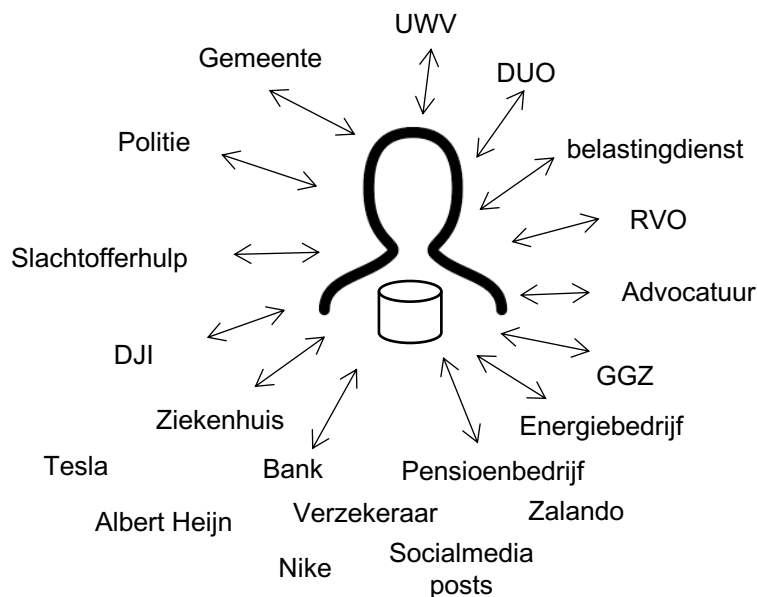 UWV
Gemeente
DUO
Politie
belastingdienst
RVO
Slachtofferhulp
Advocatuur
DJI
GGZ
Ziekenhuis
Energiebedrijf
Tesla
Bank
Pensioenbedrijf
Albert Heijn
Verzekeraar
Zalando
Nike
Socialmedia
posts